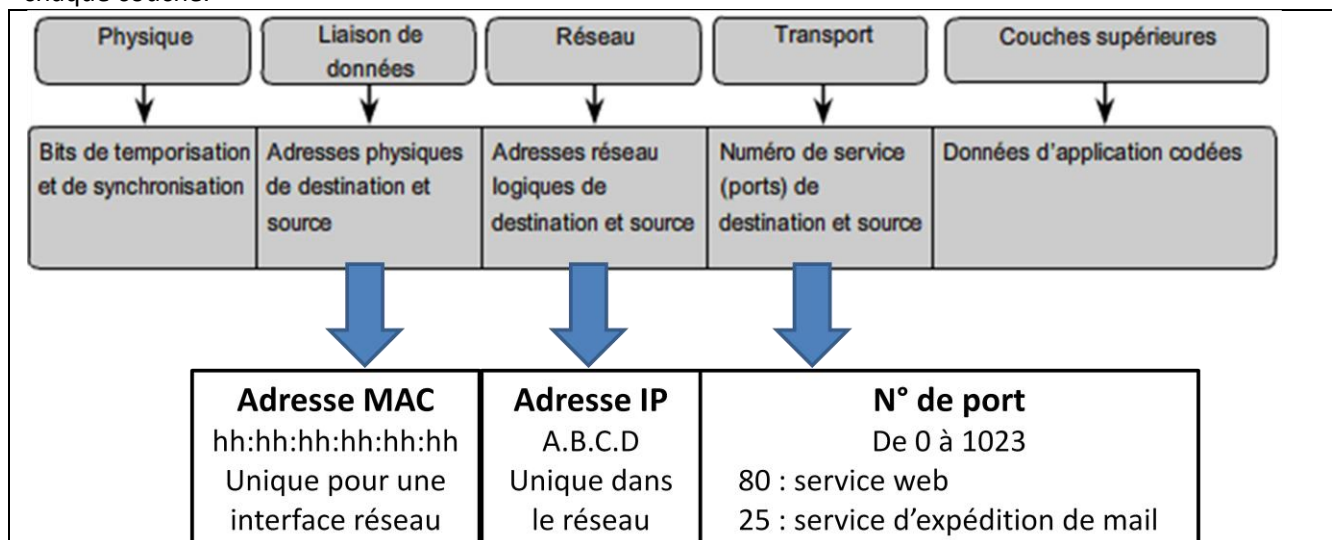 chaque couche.
Physique
Liaison de
données
Réseau
Transport
Couches supérieures
Bits de temporisation
et de synchronisation
Adresses physiques
de destination et
source
Adresses réseau
logiques de
destination et source
Numéro de service
(ports) de
destination et source
Données d'application codées
Adresse MAC
hh:hh:hh:hh:hh:hh
Unique pour une
interface réseau
Adresse IP
A.B.C.D
Unique dans
le réseau
N° de port
De 0 à 1023
80 : service web
25 : service d'expédition de mail